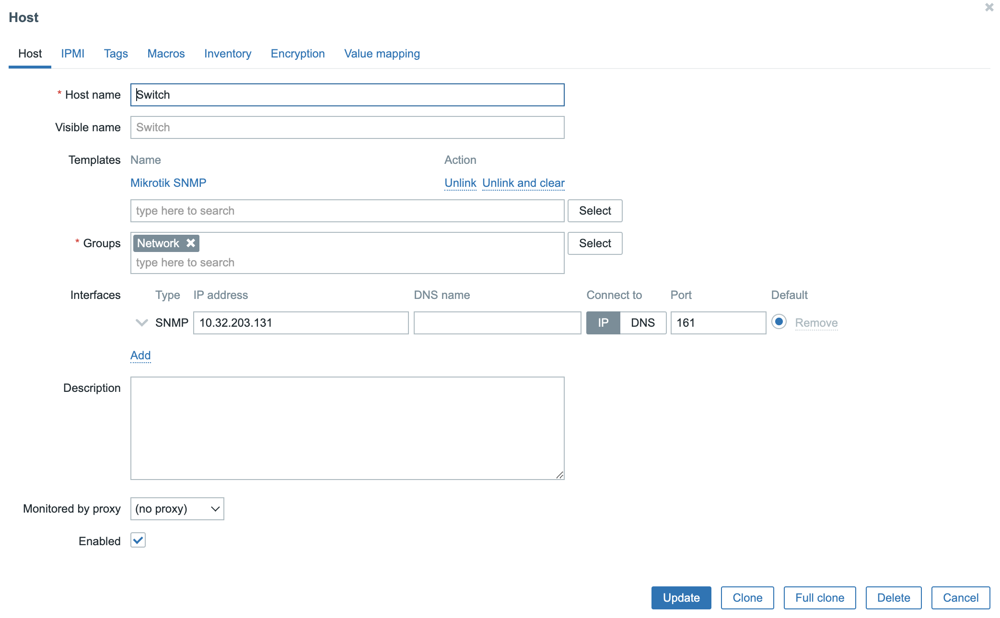 Host
Host IPMI Tags Macros Inventory Encryption Value mapping
* Host name Switch
Visible name Switch
Templates Name Action
Mikrotik SNMP Unlink Unlink and clear
type here to search Select
* Groups Network Select
type here to search
Interfaces Type IP address DNS name Connect to Port Default
SNMP 10.32.203.131 IP DNS 161 Remove
Add
Description
Monitored by proxy (no proxy)
Enabled
Update Clone Full clone Delete Cancel